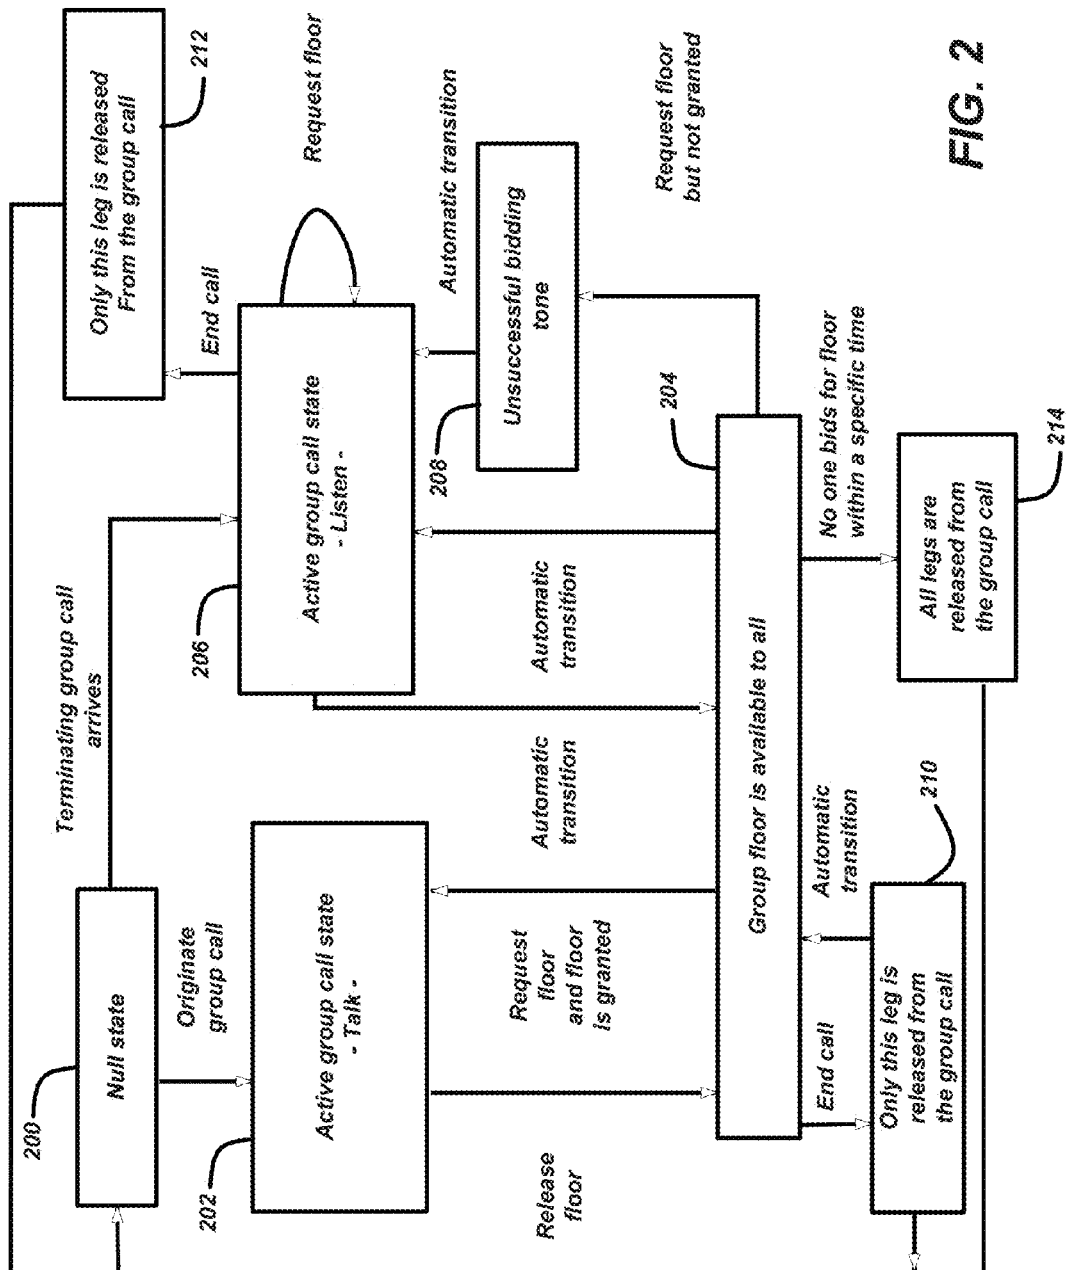 200
Null state
Terminating group call
arrives
Only this leg is released
From the group call
212
Originate
group call
202
Active group call state
- Talk -
206
Active group call state
- Listen -
End call
Request floor
Release
floor
Request
floor
and floor
is granted
Automatic
transition
Automatic
transition
208
Unsuccessful bidding
tone
Automatic transition
Request floor
but not granted
204
Group floor is available to all
End call
Automatic
transition
210
Only this leg is
released from
the group call
No one bids for floor
within a specific time
All legs are
released from
the group call
214
FIG. 2